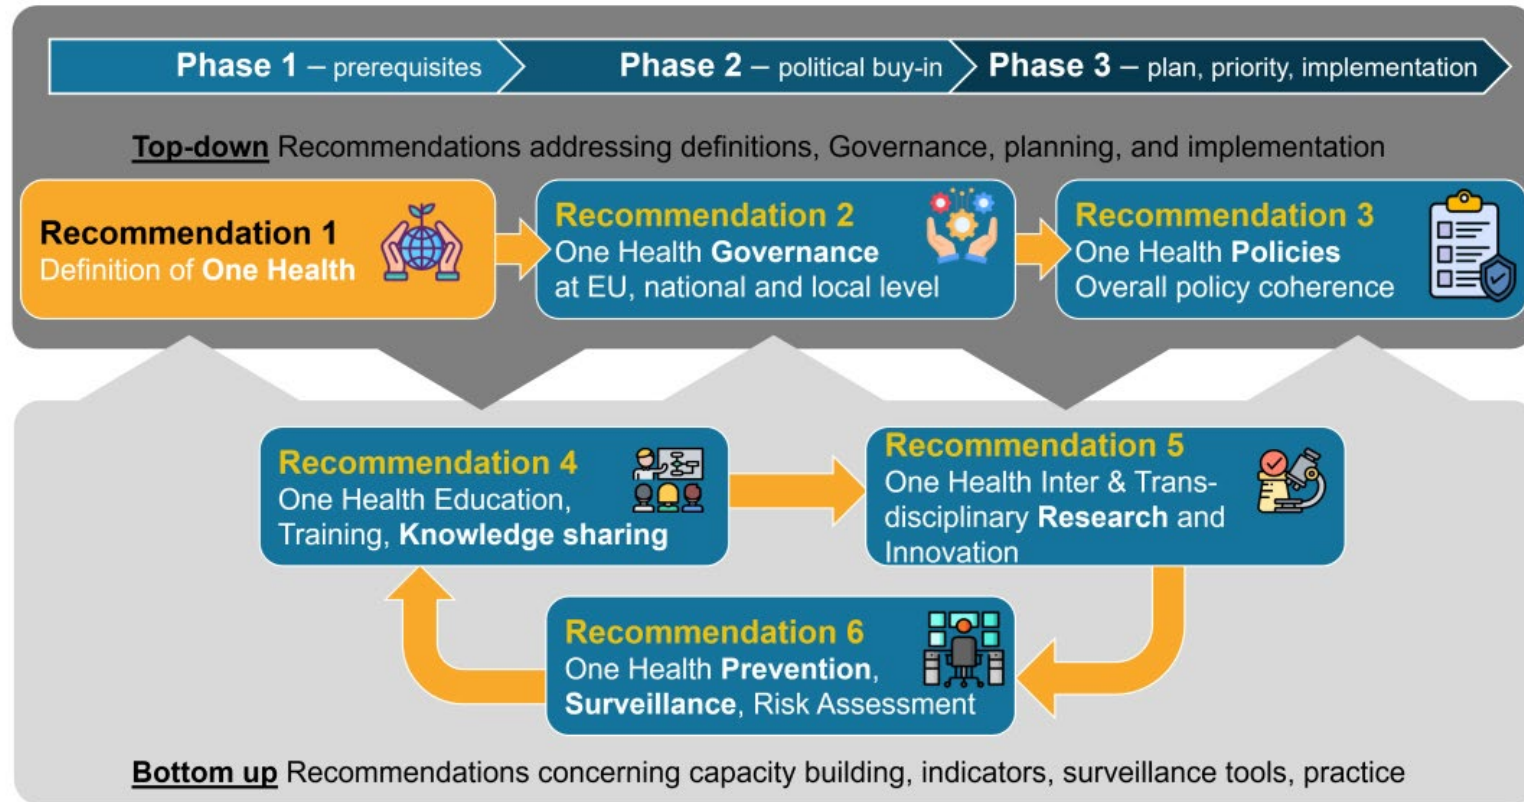 Phase 1 – prerequisites
Phase 2 – political buy-in
Phase 3 – plan, priority, implementation
Top-down Recommendations addressing definitions, Governance, planning, and implementation
Recommendation 1
Definition of One Health
Recommendation 2
One Health Governance
at EU, national and local level
Recommendation 3
One Health Policies
Overall policy coherence
Recommendation 4
One Health Education,
Training, Knowledge sharing
Recommendation 5
One Health Inter & Trans-
disciplinary Research and
Innovation
Recommendation 6
One Health Prevention,
Surveillance, Risk Assessment
Bottom up Recommendations concerning capacity building, indicators, surveillance tools, practice